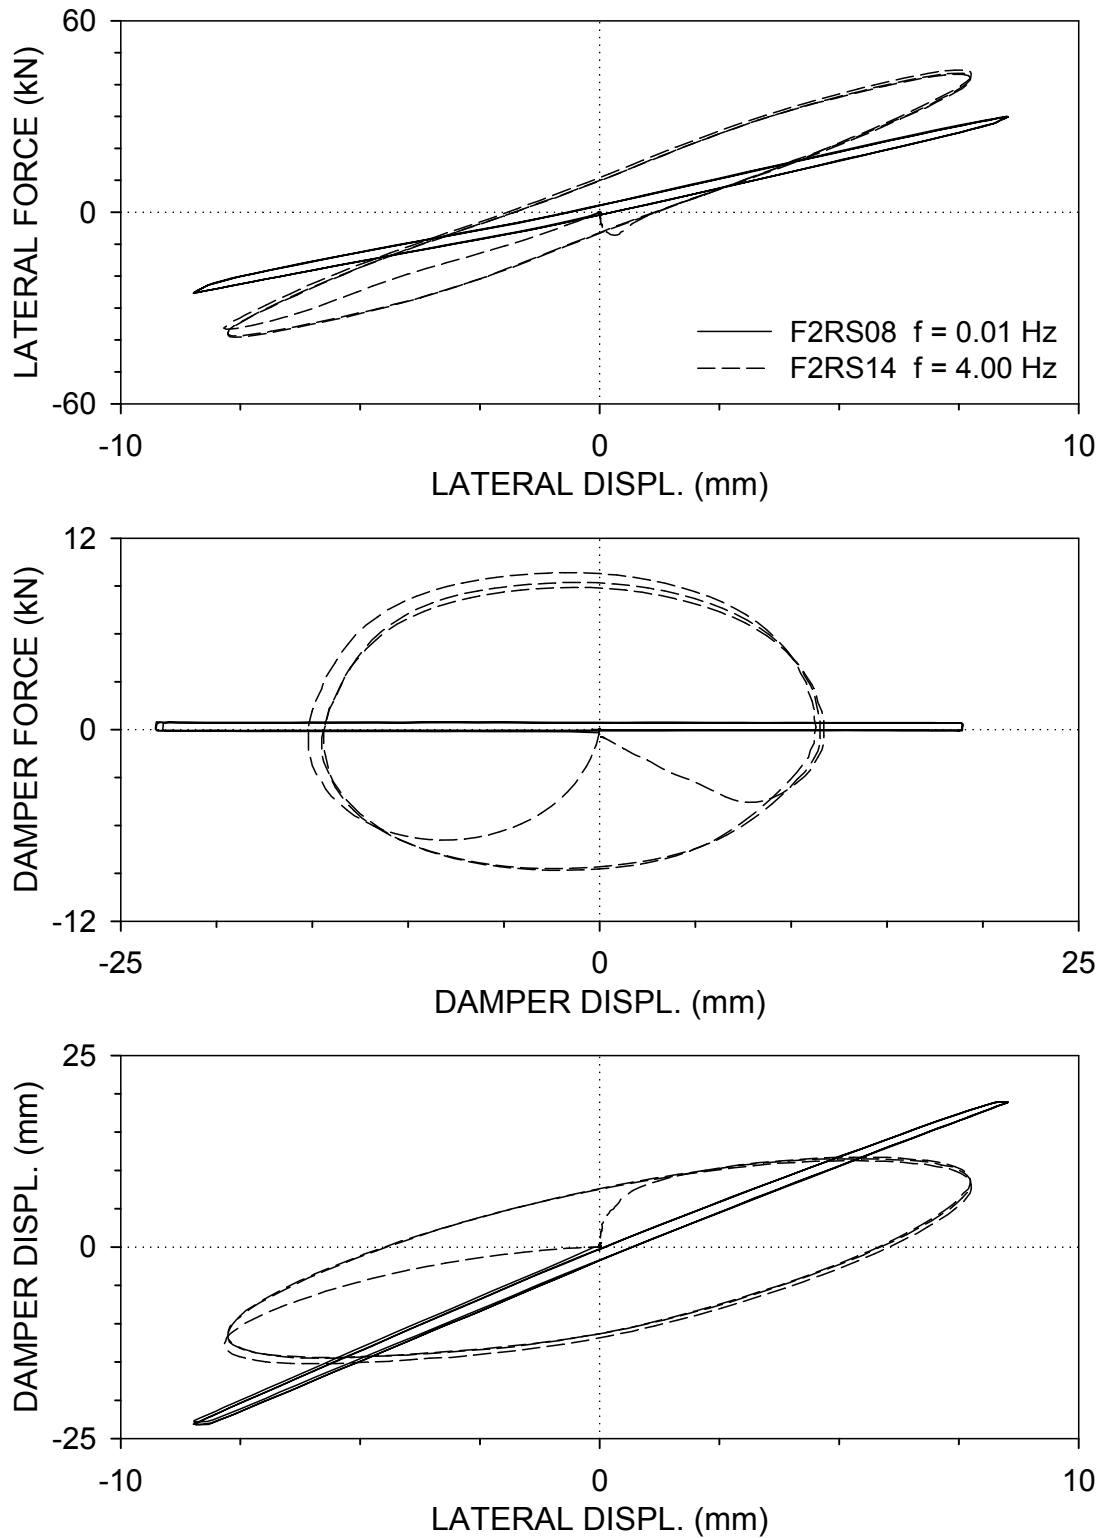 60
LATERAL FORCE (kN)
0
F2RS08 f = 0.01 Hz
F2RS14 f = 4.00 Hz
-60
-10 0 10
LATERAL DISPL. (mm)
12
DAMPER FORCE (kN)
0
-12
-25 0 25
DAMPER DISPL. (mm)
25
DAMPER DISPL. (mm)
0
-25
-10 0 10
LATERAL DISPL. (mm)